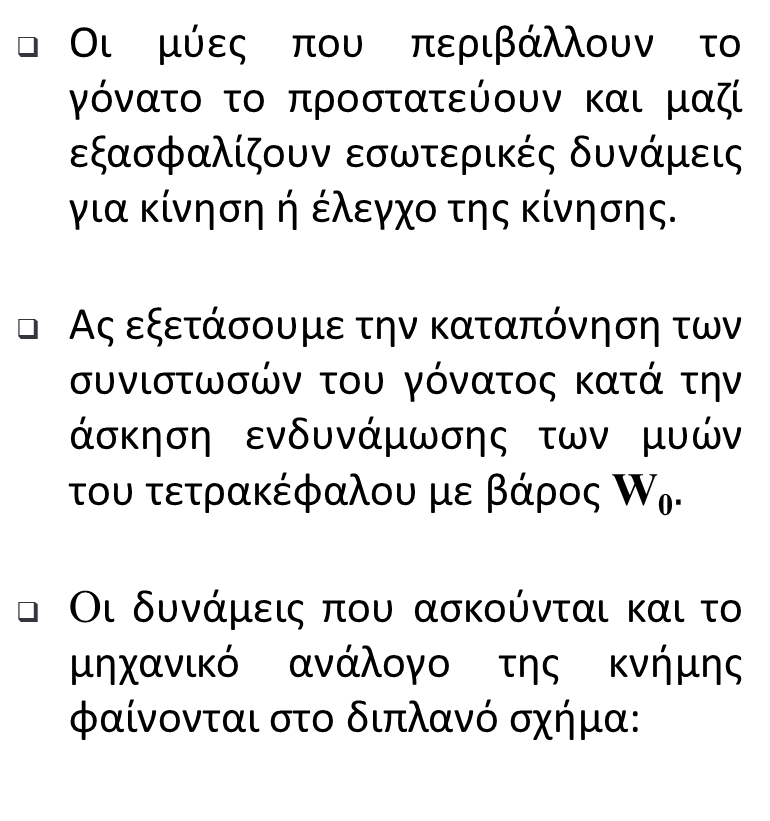 ❑ Οι μύες που περιβάλλουν το
γόνατο το προστατεύουν και μαζί
εξασφαλίζουν εσωτερικές δυνάμεις
για κίνηση ή έλεγχο της κίνησης.
❑ Ας εξετάσουμε την καταπόνηση των
συνιστωσών του γόνατος κατά την
άσκηση ενδυνάμωσης των μυών
του τετρακέφαλου με βάρος W₀.
❑ Οι δυνάμεις που ασκούνται και το
μηχανικό ανάλογο της κνήμης
φαίνονται στο διπλανό σχήμα: